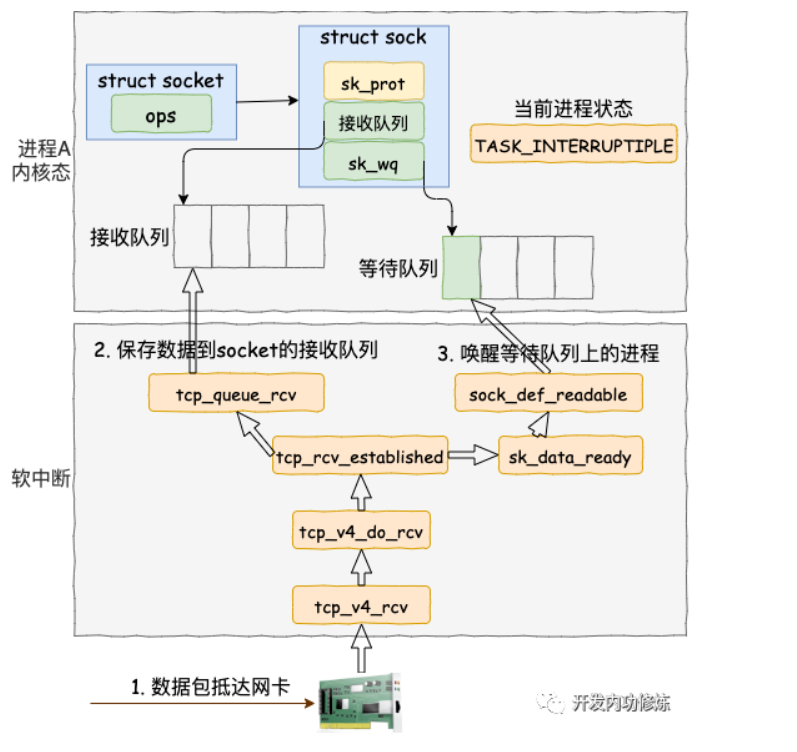 struct sock
struct socket
sk_prot
ops
接收队列
当前进程状态
进程A
内核态
sk_wq
TASK_INTERRUPTIPLE
接收队列
等待队列
2. 保存数据到socket的接收队列
3. 唤醒等待队列上的进程
tcp_queue_rcv
sock_def_readable
tcp_rcv_established
sk_data_ready
软中断
tcp_v4_do_rcv
tcp_v4_rcv
1. 数据包抵达网卡
开发内功修炼